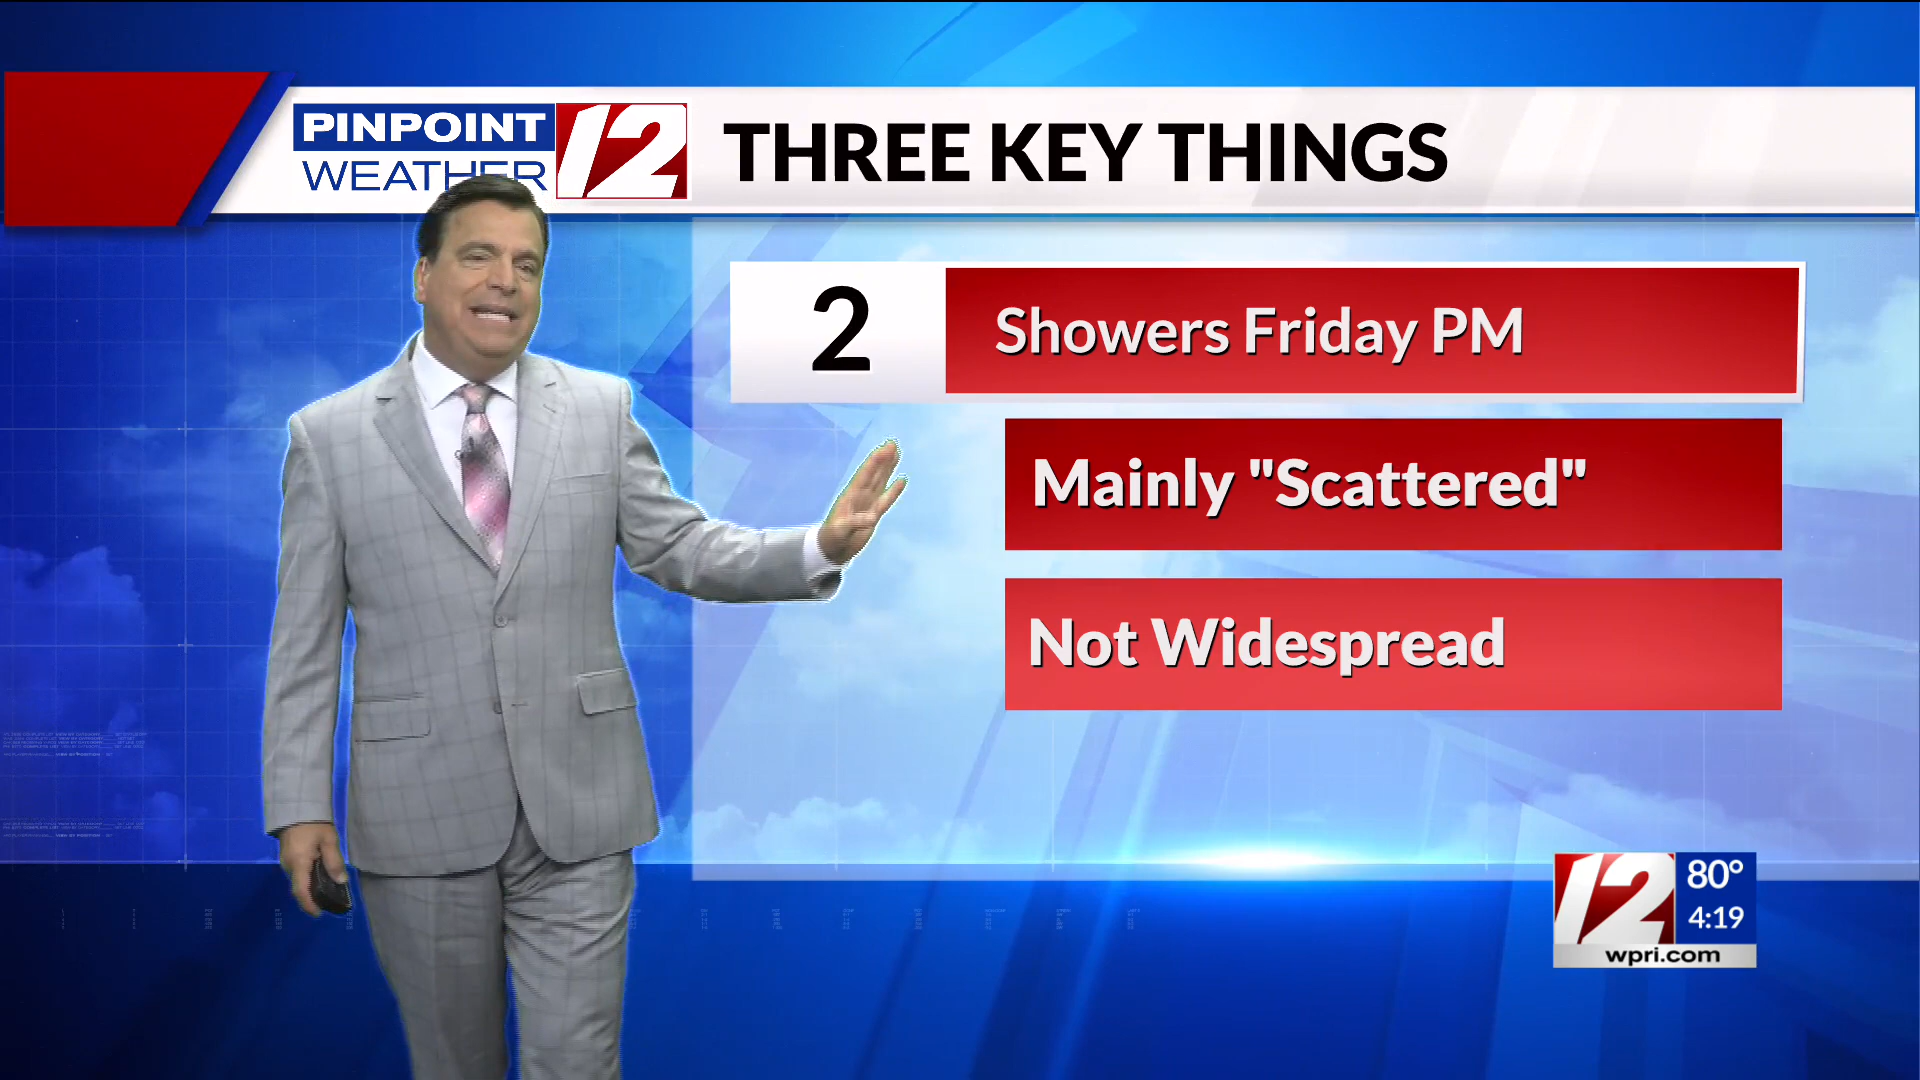 PINPOINT
WEATHER
12
THREE KEY THINGS
2
Showers Friday PM
Mainly "Scattered"
Not Widespread
12
80°
4:19
wpri.com